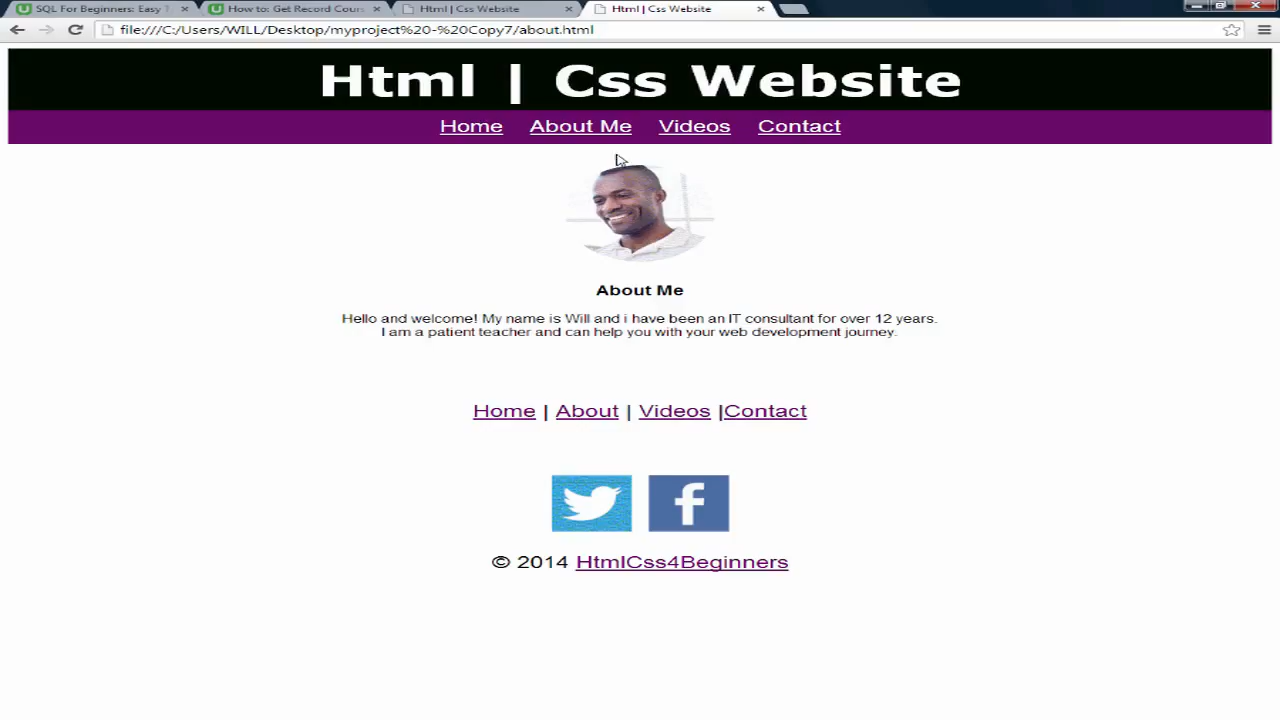 SQL For Beginners: Easy
How to: Get Record Cour
Html | Css Website
Html | Css Website
file:///C:/Users/WILL/Desktop/myproject%20-%20Copy7/about.html
Html | Css Website
Home About Me Videos Contact
About Me
Hello and welcome! My name is Will and i have been an IT consultant for over 12 years.
I am a patient teacher and can help you with your web development journey.
Home | About | Videos |Contact
© 2014 HtmlCss4Beginners